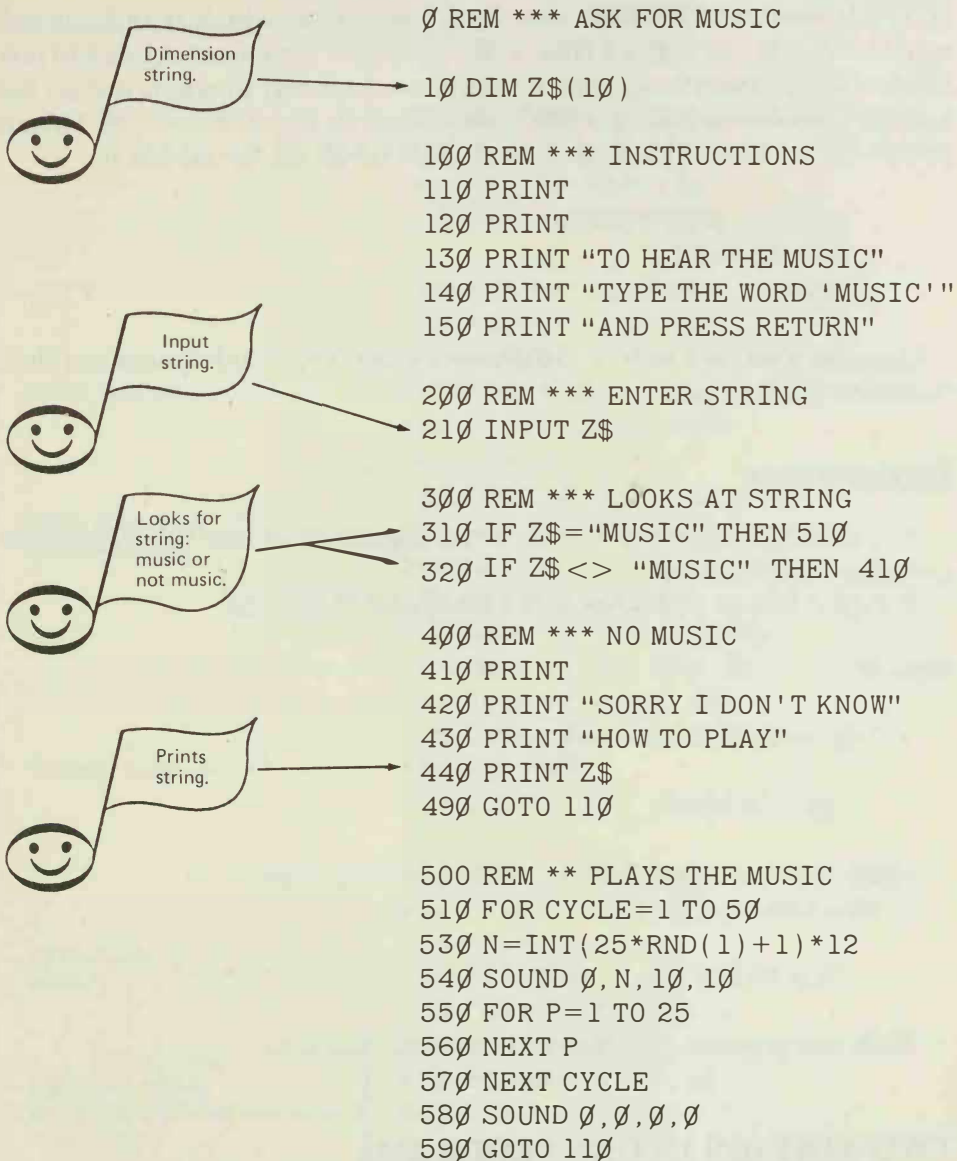 Ø REM *** ASK FOR MUSIC
Dimension
string.
1Ø DIM Z$(1Ø)
1ØØ REM *** INSTRUCTIONS
11Ø PRINT
12Ø PRINT
13Ø PRINT "TO HEAR THE MUSIC"
14Ø PRINT "TYPE THE WORD 'MUSIC'"
15Ø PRINT "AND PRESS RETURN"
Input
string.
2ØØ REM *** ENTER STRING
21Ø INPUT Z$
Looks for
string:
music or
not music.
3ØØ REM *** LOOKS AT STRING
31Ø IF Z$="MUSIC" THEN 51Ø
32Ø IF Z$ <> "MUSIC" THEN 41Ø
4ØØ REM *** NO MUSIC
41Ø PRINT
42Ø PRINT "SORRY I DON'T KNOW"
43Ø PRINT "HOW TO PLAY"
Prints
string.
44Ø PRINT Z$
49Ø GOTO 11Ø
500 REM ** PLAYS THE MUSIC
51Ø FOR CYCLE=1 TO 5Ø
53Ø N=INT(25*RND(1)+1)*12
54Ø SOUND Ø,N,1Ø,1Ø
55Ø FOR P=1 TO 25
56Ø NEXT P
57Ø NEXT CYCLE
58Ø SOUND Ø,Ø,Ø,Ø
59Ø GOTO 11Ø